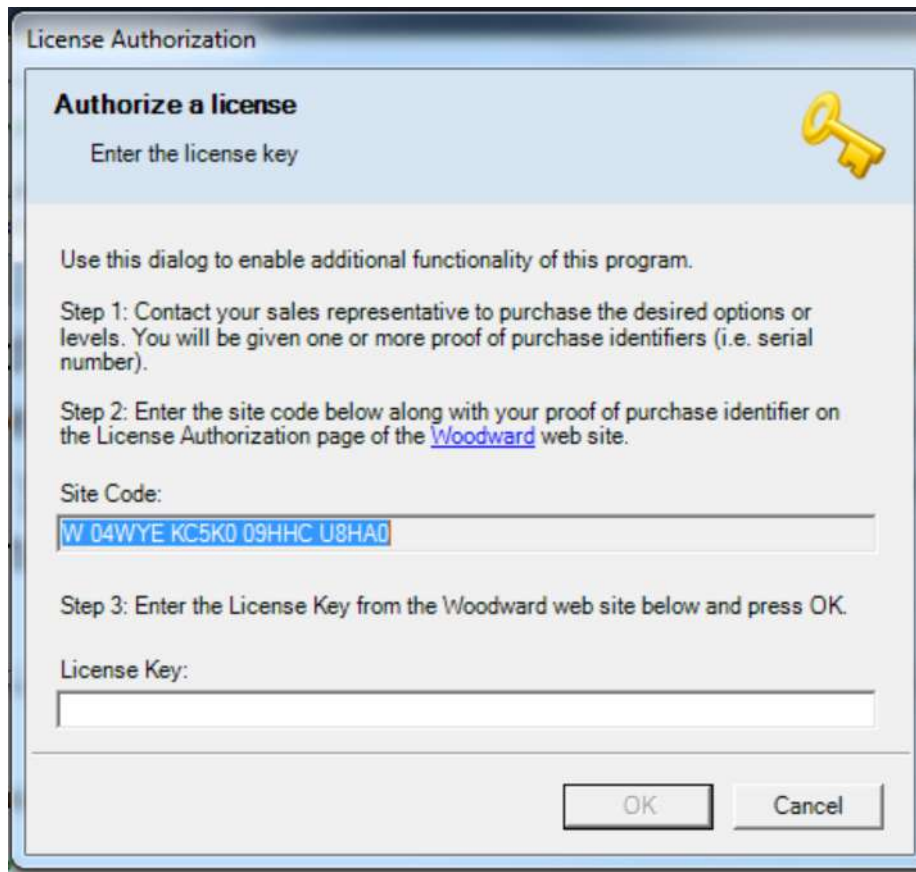 License Authorization
Authorize a license
Enter the license key
Use this dialog to enable additional functionality of this program.
Step 1: Contact your sales representative to purchase the desired options or
levels. You will be given one or more proof of purchase identifiers (i.e. serial
number).
Step 2: Enter the site code below along with your proof of purchase identifier on
the License Authorization page of the Woodward web site.
Site Code:
W 04WYE KC5K0 09HHC U8HA0
Step 3: Enter the License Key from the Woodward web site below and press OK.
License Key:
OK
Cancel